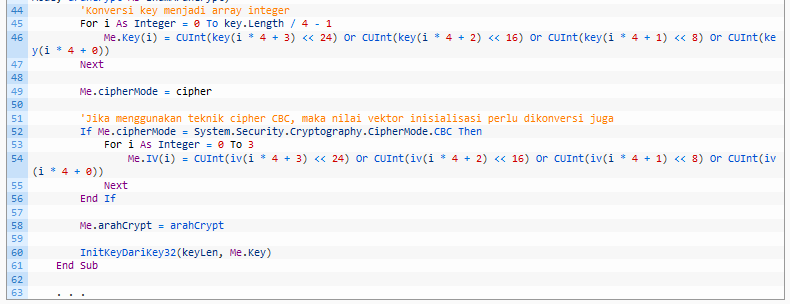 44 'Konversi key menjadi array integer
45 For i As Integer = 0 To key.Length / 4 - 1
46 Me.Key(i) = CUInt(key(i * 4 + 3) << 24) Or CUInt(key(i * 4 + 2) << 16) Or CUInt(key(i * 4 + 1) << 8) Or CUInt(ke
y(i * 4 + 0))
47 Next
48
49 Me.cipherMode = cipher
50
51 'Jika menggunakan teknik cipher CBC, maka nilai vektor inisialisasi perlu dikonversi juga
52 If Me.cipherMode = System.Security.Cryptography.CipherMode.CBC Then
53 For i As Integer = 0 To 3
54 Me.IV(i) = CUInt(iv(i * 4 + 3) << 24) Or CUInt(iv(i * 4 + 2) << 16) Or CUInt(iv(i * 4 + 1) << 8) Or CUInt(iv
(i * 4 + 0))
55 Next
56 End If
57
58 Me.arahCrypt = arahCrypt
59
60 InitKeyDariKey32(keyLen, Me.Key)
61 End Sub
62
63 . . .